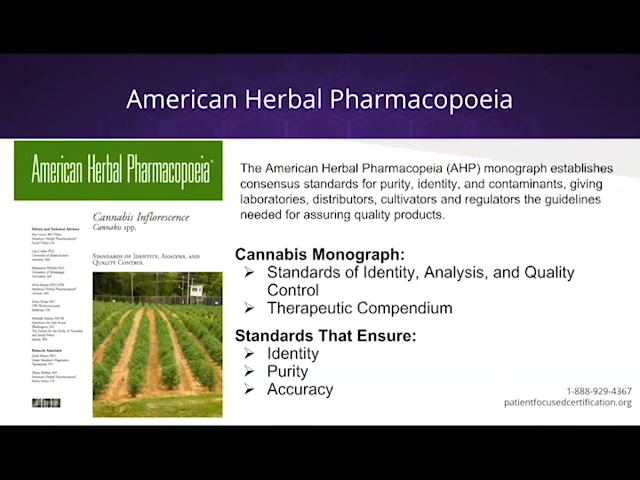 American Herbal Pharmacopoeia
American Herbal Pharmacopoeia
Cannabis Inflorescence
Cannabis spp.
STANDARDS OF IDENTITY, ANALYSIS, AND
QUALITY CONTROL
The American Herbal Pharmacopeia (AHP) monograph establishes
consensus standards for purity, identity, and contaminants, giving
laboratories, distributors, cultivators and regulators the guidelines
needed for assuring quality products.
Cannabis Monograph:
➢ Standards of Identity, Analysis, and Quality
Control
➢ Therapeutic Compendium
Standards That Ensure:
➢ Identity
➢ Purity
➢ Accuracy
1-888-929-4367
patientfocusedcertification.org